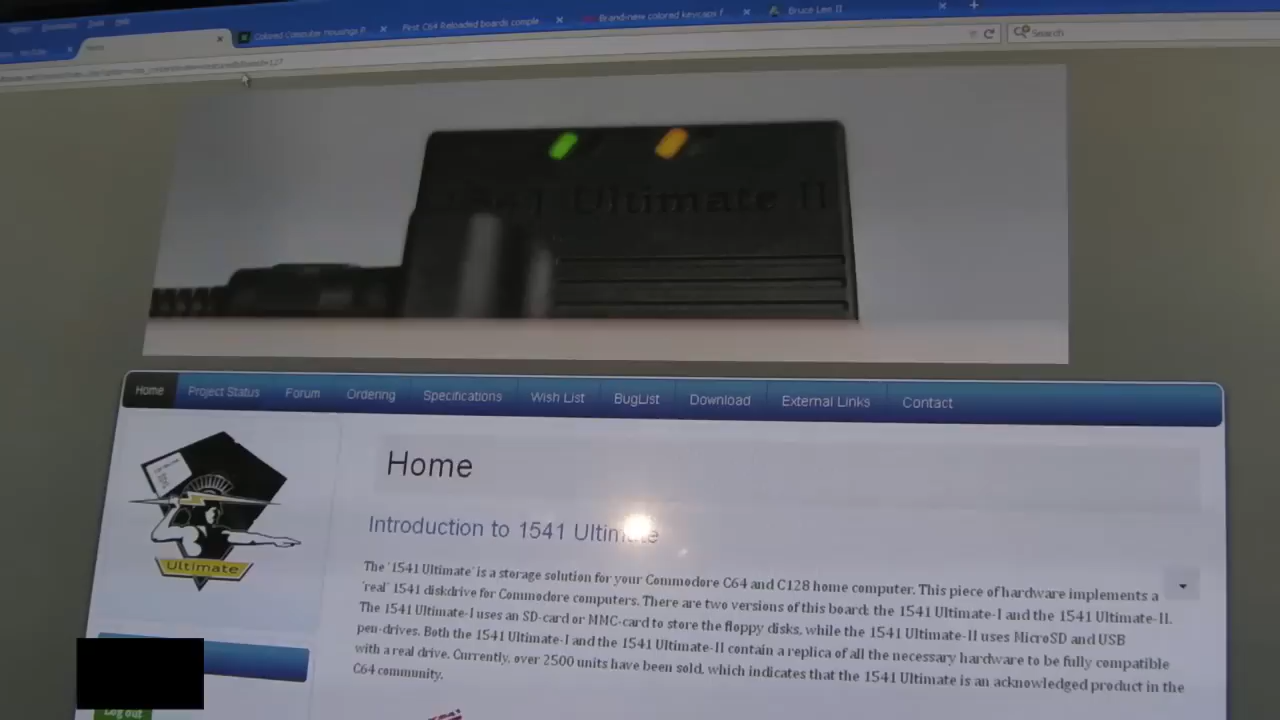 Colored Computer Housings
First C64 Reloaded boards comple
Brand-new colored keycaps f
Bruce Lee II
Search
1 Ultimate II
Home
Project Status
Forum
Ordering
Specifications
Wish List
BugList
Download
External Links
Contact
Ultimate
Home
Introduction to 1541 Ultimate
The '1541 Ultimate' is a storage solution for your Commodore C64 and C128 home computer. This piece of hardware implements a
'real' 1541 diskdrive for Commodore computers. There are two versions of this board: the 1541 Ultimate-I and the 1541 Ultimate-II.
The 1541 Ultimate-I uses an SD-card or MMC-card to store the floppy disks, while the 1541 Ultimate-II uses MicroSD and USB
pen-drives. Both the 1541 Ultimate-I and the 1541 Ultimate-II contain a replica of all the necessary hardware to be fully compatible
with a real drive. Currently, over 2500 units have been sold, which indicates that the 1541 Ultimate is an acknowledged product in the
C64 community.
Log out